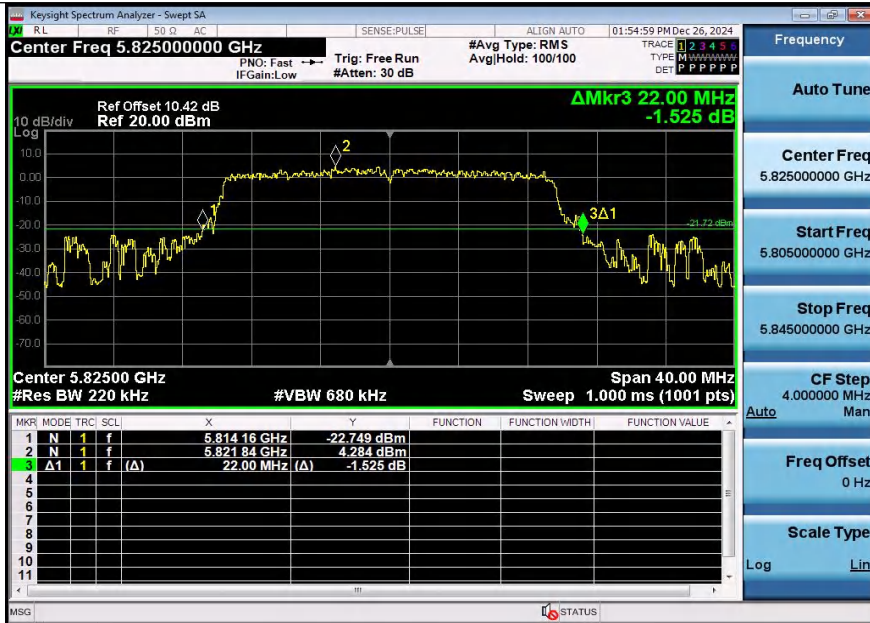 Keysight Spectrum Analyzer - Swept SA
LXI RL RF 50 Ω AC SENSE:PULSE ALIGN AUTO 01:54:59 PM Dec 26, 2024
Center Freq 5.825000000 GHz #Avg Type: RMS TRACE 1 2 3 4 5 6
PNO: Fast Trig: Free Run Avg|Hold: 100/100 TYPE M W W W W W
IFGain:Low #Atten: 30 dB DET P P P P P P
ΔMkr3 22.00 MHz
-1.525 dB
Ref Offset 10.42 dB
10 dB/div Ref 20.00 dBm
Log
10.0
0.00
-10.0
-20.0
-30.0
-40.0
-50.0
-60.0
-70.0
1
2
3Δ1
-21.72 dBm
Center 5.82500 GHz Span 40.00 MHz
#Res BW 220 kHz #VBW 680 kHz Sweep 1.000 ms (1001 pts)
MKR MODE TRC SCL X Y FUNCTION FUNCTION WIDTH FUNCTION VALUE
1 N 1 f 5.814 16 GHz -22.749 dBm
2 N 1 f 5.821 84 GHz 4.284 dBm
3 Δ1 1 f (Δ) 22.00 MHz (Δ) -1.525 dB
4
5
6
7
8
9
10
11
MSG STATUS
Frequency
Auto Tune
Center Freq
5.825000000 GHz
Start Freq
5.805000000 GHz
Stop Freq
5.845000000 GHz
CF Step
4.000000 MHz
Auto Man
Freq Offset
0 Hz
Scale Type
Log Lin